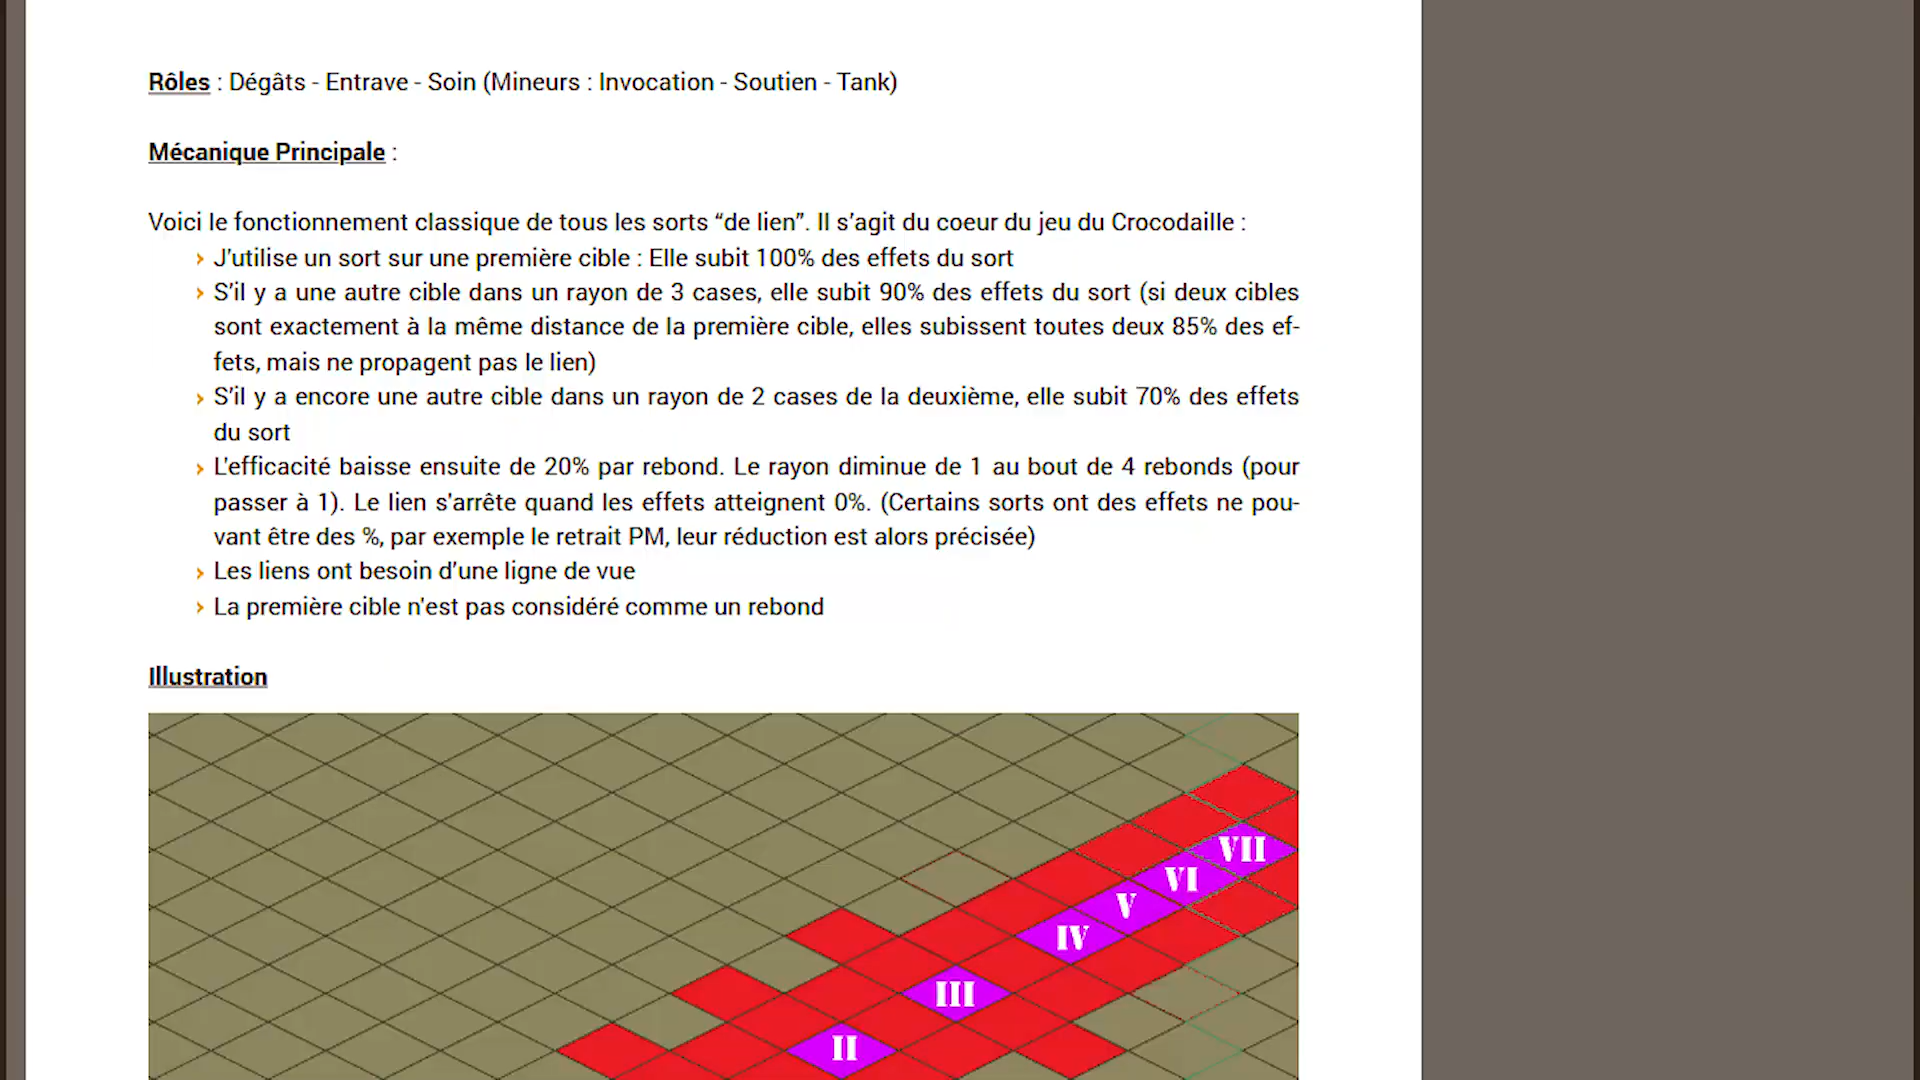 Rôles : Dégâts - Entrave - Soin (Mineurs : Invocation - Soutien - Tank)
Mécanique Principale :
Voici le fonctionnement classique de tous les sorts “de lien”. Il s’agit du coeur du jeu du Crocodaille :
› J’utilise un sort sur une première cible : Elle subit 100% des effets du sort
› S’il y a une autre cible dans un rayon de 3 cases, elle subit 90% des effets du sort (si deux cibles
sont exactement à la même distance de la première cible, elles subissent toutes deux 85% des ef-
fets, mais ne propagent pas le lien)
› S’il y a encore une autre cible dans un rayon de 2 cases de la deuxième, elle subit 70% des effets
du sort
› L’efficacité baisse ensuite de 20% par rebond. Le rayon diminue de 1 au bout de 4 rebonds (pour
passer à 1). Le lien s’arrête quand les effets atteignent 0%. (Certains sorts ont des effets ne pou-
vant être des %, par exemple le retrait PM, leur réduction est alors précisée)
› Les liens ont besoin d’une ligne de vue
› La première cible n'est pas considéré comme un rebond
Illustration
VII
VI
V
IV
III
II